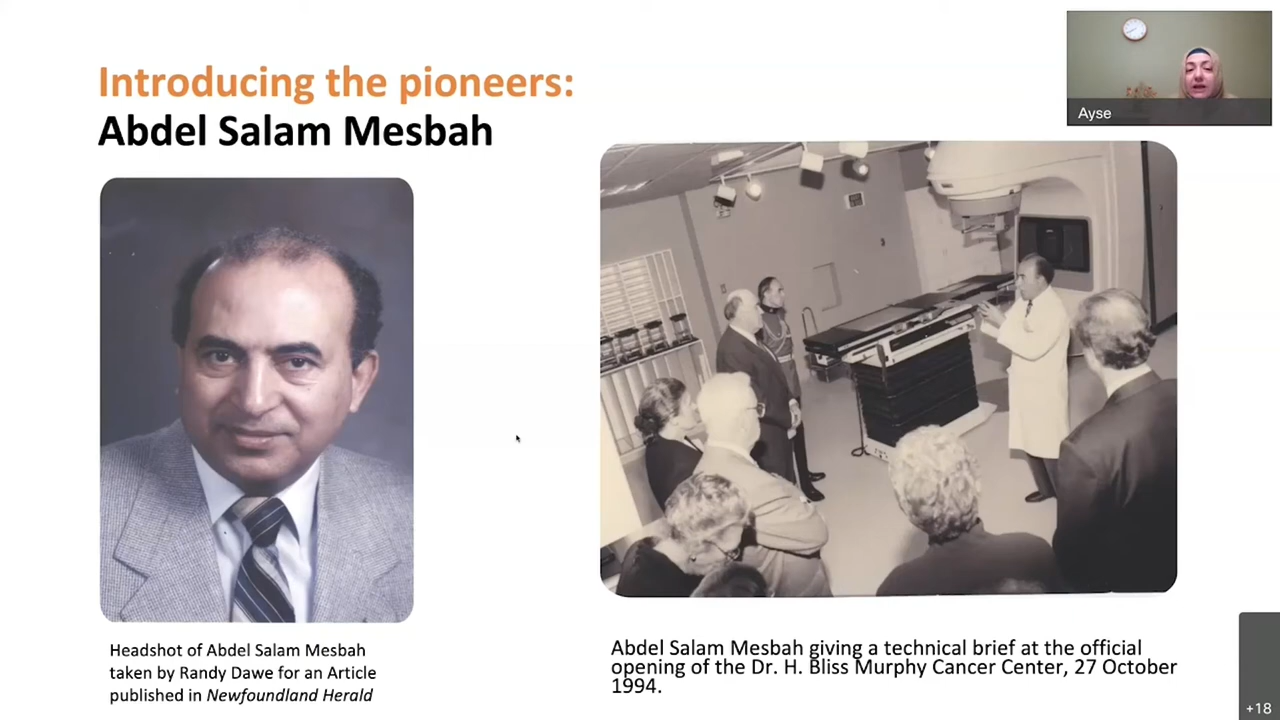 Introducing the pioneers:
Abdel Salam Mesbah
Ayse
Headshot of Abdel Salam Mesbah
taken by Randy Dawe for an Article
published in Newfoundland Herald
Abdel Salam Mesbah giving a technical brief at the official
opening of the Dr. H. Bliss Murphy Cancer Center, 27 October
1994.
+18